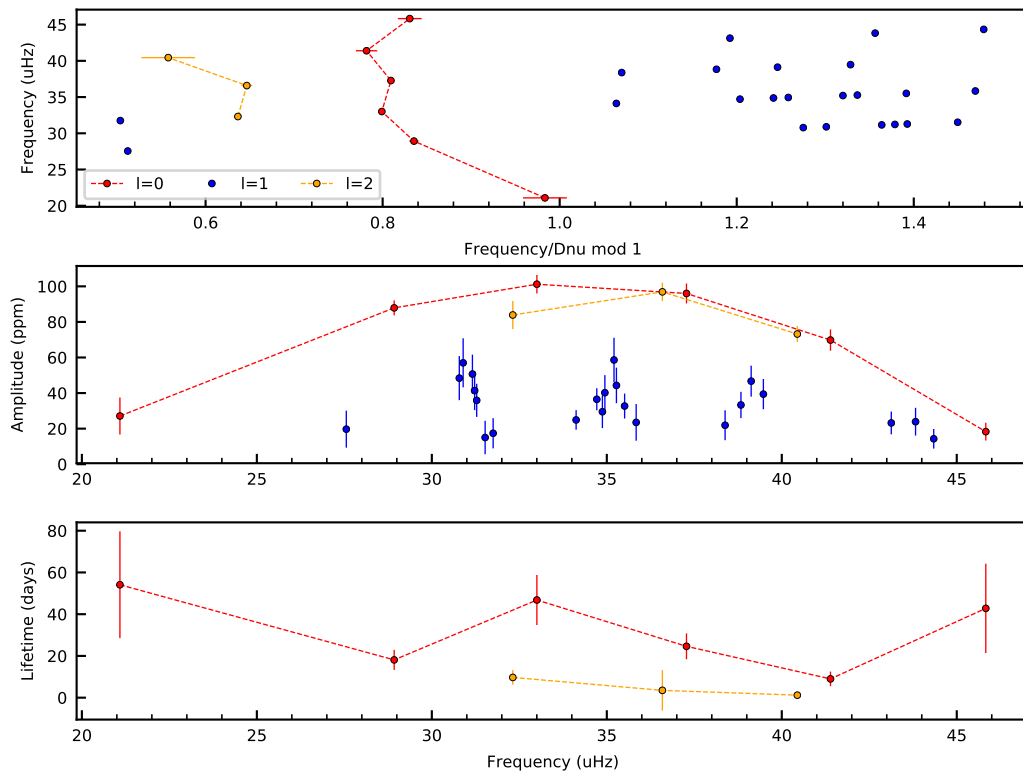 45
40
35
30
25
20
Frequency (uHz)
l=0 l=1 l=2
0.6 0.8 1.0 1.2 1.4
Frequency/Dnu mod 1
100
80
60
40
20
0
Amplitude (ppm)
20 25 30 35 40 45
80
60
40
20
0
Lifetime (days)
20 25 30 35 40 45
Frequency (uHz)